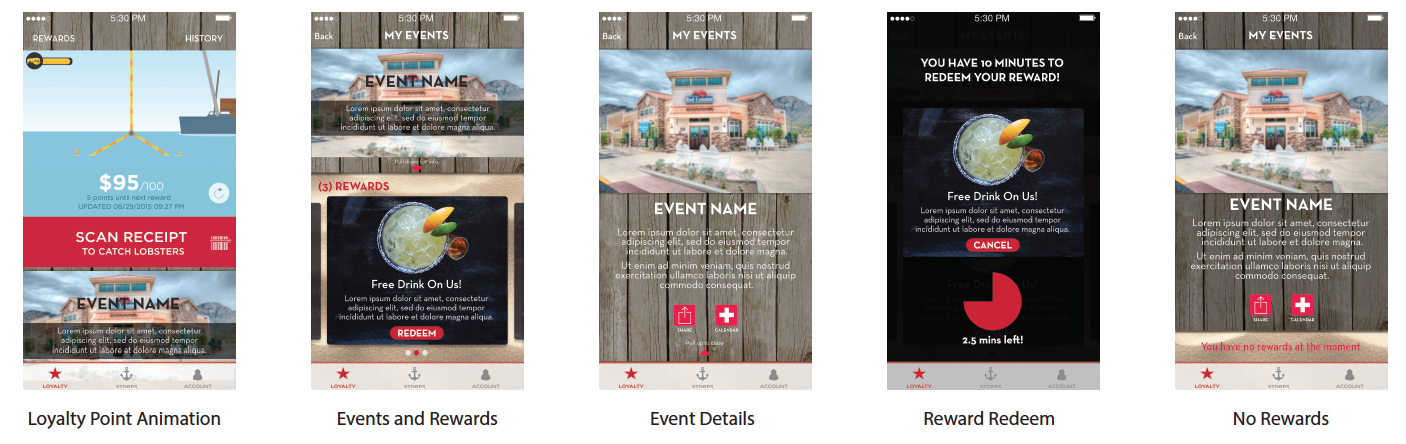 5:30 PM
REWARDS
HISTORY
$95/100
5 points until next reward
UPDATED 06/25/2015 09:27 PM
SCAN RECEIPT
TO CATCH LOBSTERS
EVENT NAME
Lorem ipsum dolor sit amet, consectetur
adipiscing elit, sed do eiusmod tempor
incididunt ut labore et dolore magna aliqua.
LOYALTY
STORES
ACCOUNT
Loyalty Point Animation
5:30 PM
Back
MY EVENTS
EVENT NAME
Lorem ipsum dolor sit amet, consectetur
adipiscing elit, sed do eiusmod tempor
incididunt ut labore et dolore magna aliqua.
Pull down for info.
(3) REWARDS
Free Drink On Us!
Lorem ipsum dolor sit amet, consectetur
adipiscing elit, sed do eiusmod tempor
incididunt ut labore et dolore magna aliqua.
REDEEM
LOYALTY
STORES
ACCOUNT
Events and Rewards
5:30 PM
Back
MY EVENTS
Red Lobster
EVENT NAME
Lorem ipsum dolor sit amet, consectetur
adipiscing elit, sed do eiusmod tempor
incididunt ut labore et dolore magna.
Ut enim ad minim veniam, quis nostrud
exercitation ullamco laboris nisi ut aliquip
commodo consequat.
SHARE
CALENDAR
Pull up to close
LOYALTY
STORES
ACCOUNT
Event Details
5:30 PM
YOU HAVE 10 MINUTES TO
REDEEM YOUR REWARD!
Free Drink On Us!
Lorem ipsum dolor sit amet, consectetur
adipiscing elit, sed do eiusmod tempor
incididunt ut labore et dolore magna aliqua.
CANCEL
Free Drink On Us!
2.5 mins left!
LOYALTY
STORES
ACCOUNT
Reward Redeem
5:30 PM
Back
MY EVENTS
Red Lobster
EVENT NAME
Lorem ipsum dolor sit amet, consectetur
adipiscing elit, sed do eiusmod tempor
incididunt ut labore et dolore magna.
Ut enim ad minim veniam, quis nostrud
exercitation ullamco laboris nisi ut aliquip
commodo consequat.
SHARE
CALENDAR
You have no rewards at the moment
LOYALTY
STORES
ACCOUNT
No Rewards